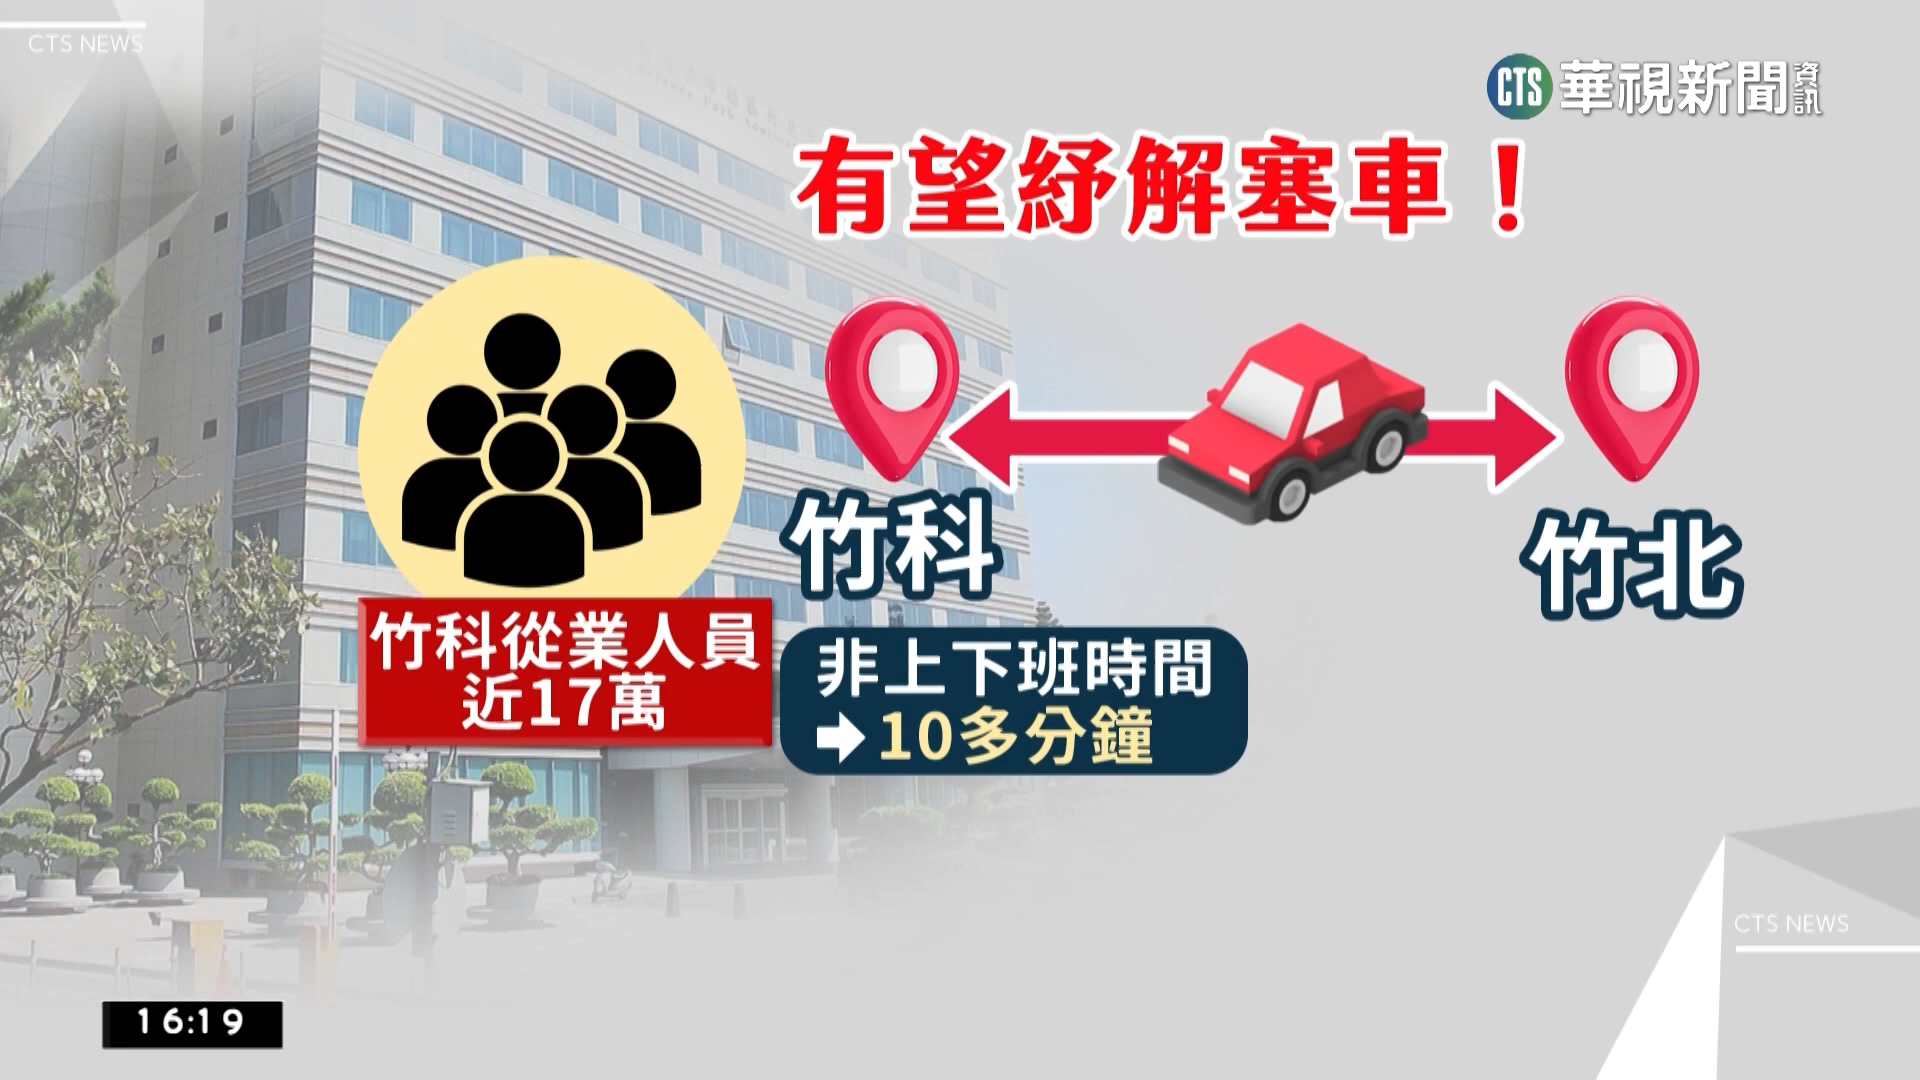 CTS NEWS
CTS 華視新聞資訊
有望紓解塞車！
竹科
竹北
竹科從業人員
近17萬
非上下班時間
➡10多分鐘
CTS NEWS
16:19